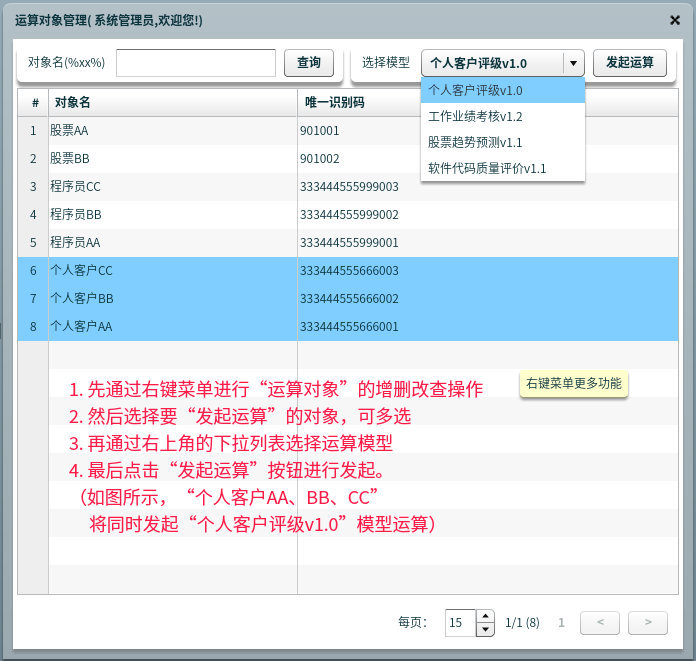 运算对象管理( 系统管理员,欢迎您!)
对象名(%xx%) 查询 选择模型 个人客户评级v1.0 发起运算
个人客户评级v1.0
工作业绩考核v1.2
股票趋势预测v1.1
软件代码质量评价v1.1
# 对象名 唯一识别码
1 股票AA 901001
2 股票BB 901002
3 程序员CC 333444555999003
4 程序员BB 333444555999002
5 程序员AA 333444555999001
6 个人客户CC 333444555666003
7 个人客户BB 333444555666002
8 个人客户AA 333444555666001
右键菜单更多功能
1. 先通过右键菜单进行“运算对象”的增删改查操作
2. 然后选择要“发起运算”的对象，可多选
3. 再通过右上角的下拉列表选择运算模型
4. 最后点击“发起运算”按钮进行发起。
（如图所示，“个人客户AA、BB、CC”
将同时发起“个人客户评级v1.0”模型运算）
每页： 15 1/1 (8) 1 < >